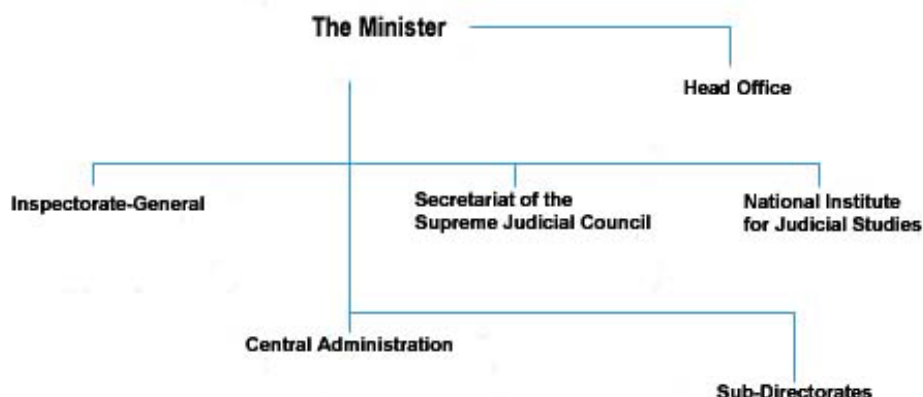 The Minister
Head Office
Inspectorate-General
Secretariat of the
Supreme Judicial Council
National Institute
for Judicial Studies
Central Administration
Sub-Directorates